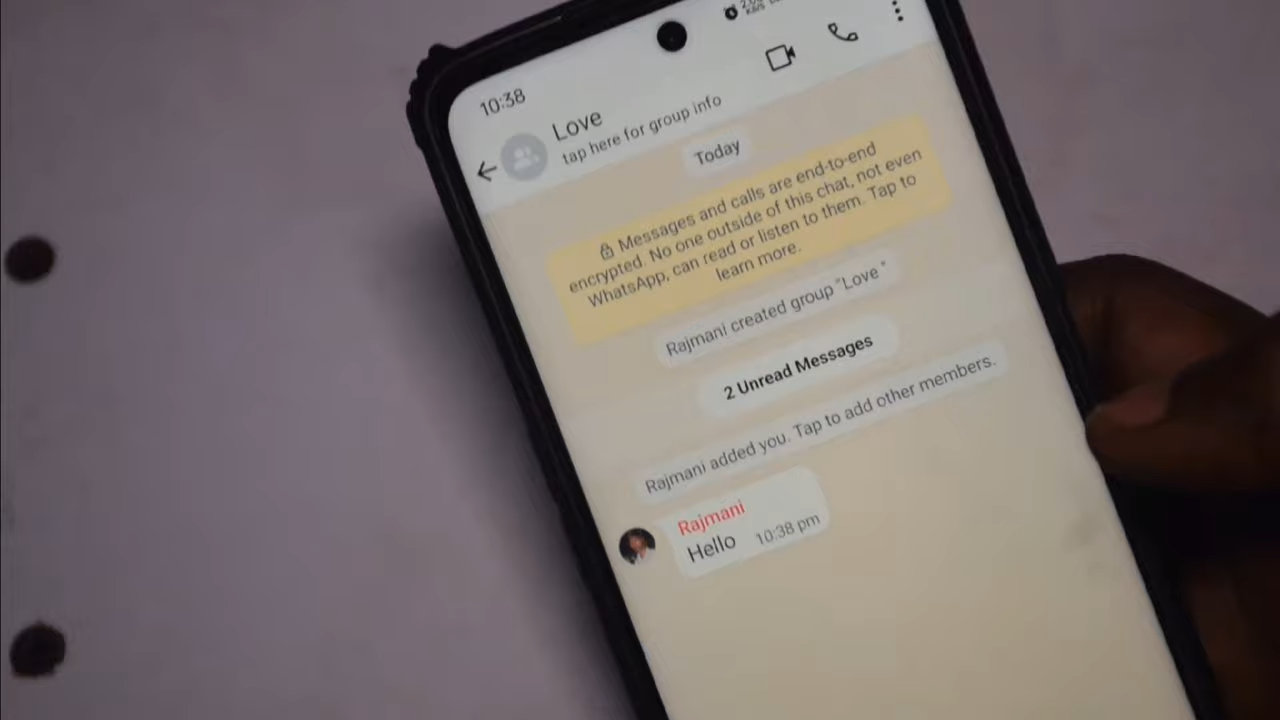 10:38
Love
tap here for group info
Today
Messages and calls are end-to-end
encrypted. No one outside of this chat, not even
WhatsApp, can read or listen to them. Tap to
learn more.
Rajmani created group "Love "
2 Unread Messages
Rajmani added you. Tap to add other members.
Rajmani
Hello 10:38 pm